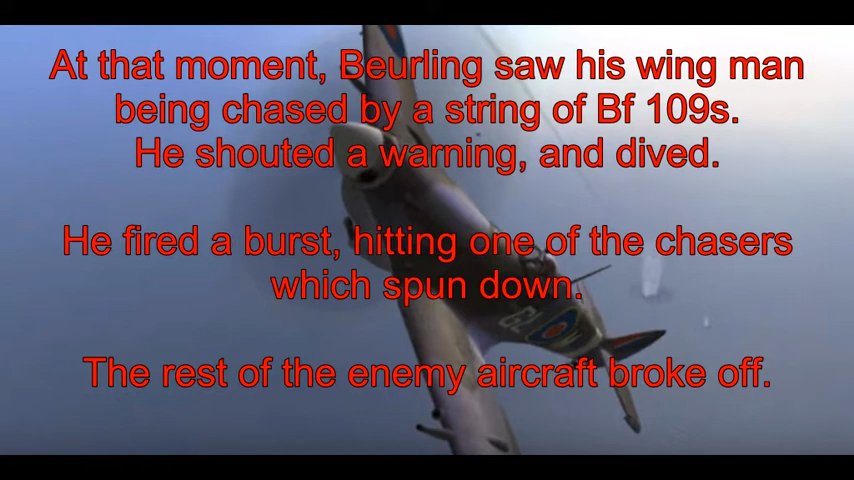 At that moment, Beurling saw his wing man
being chased by a string of Bf 109s.
He shouted a warning, and dived.
He fired a burst, hitting one of the chasers
which spun down.
The rest of the enemy aircraft broke off.